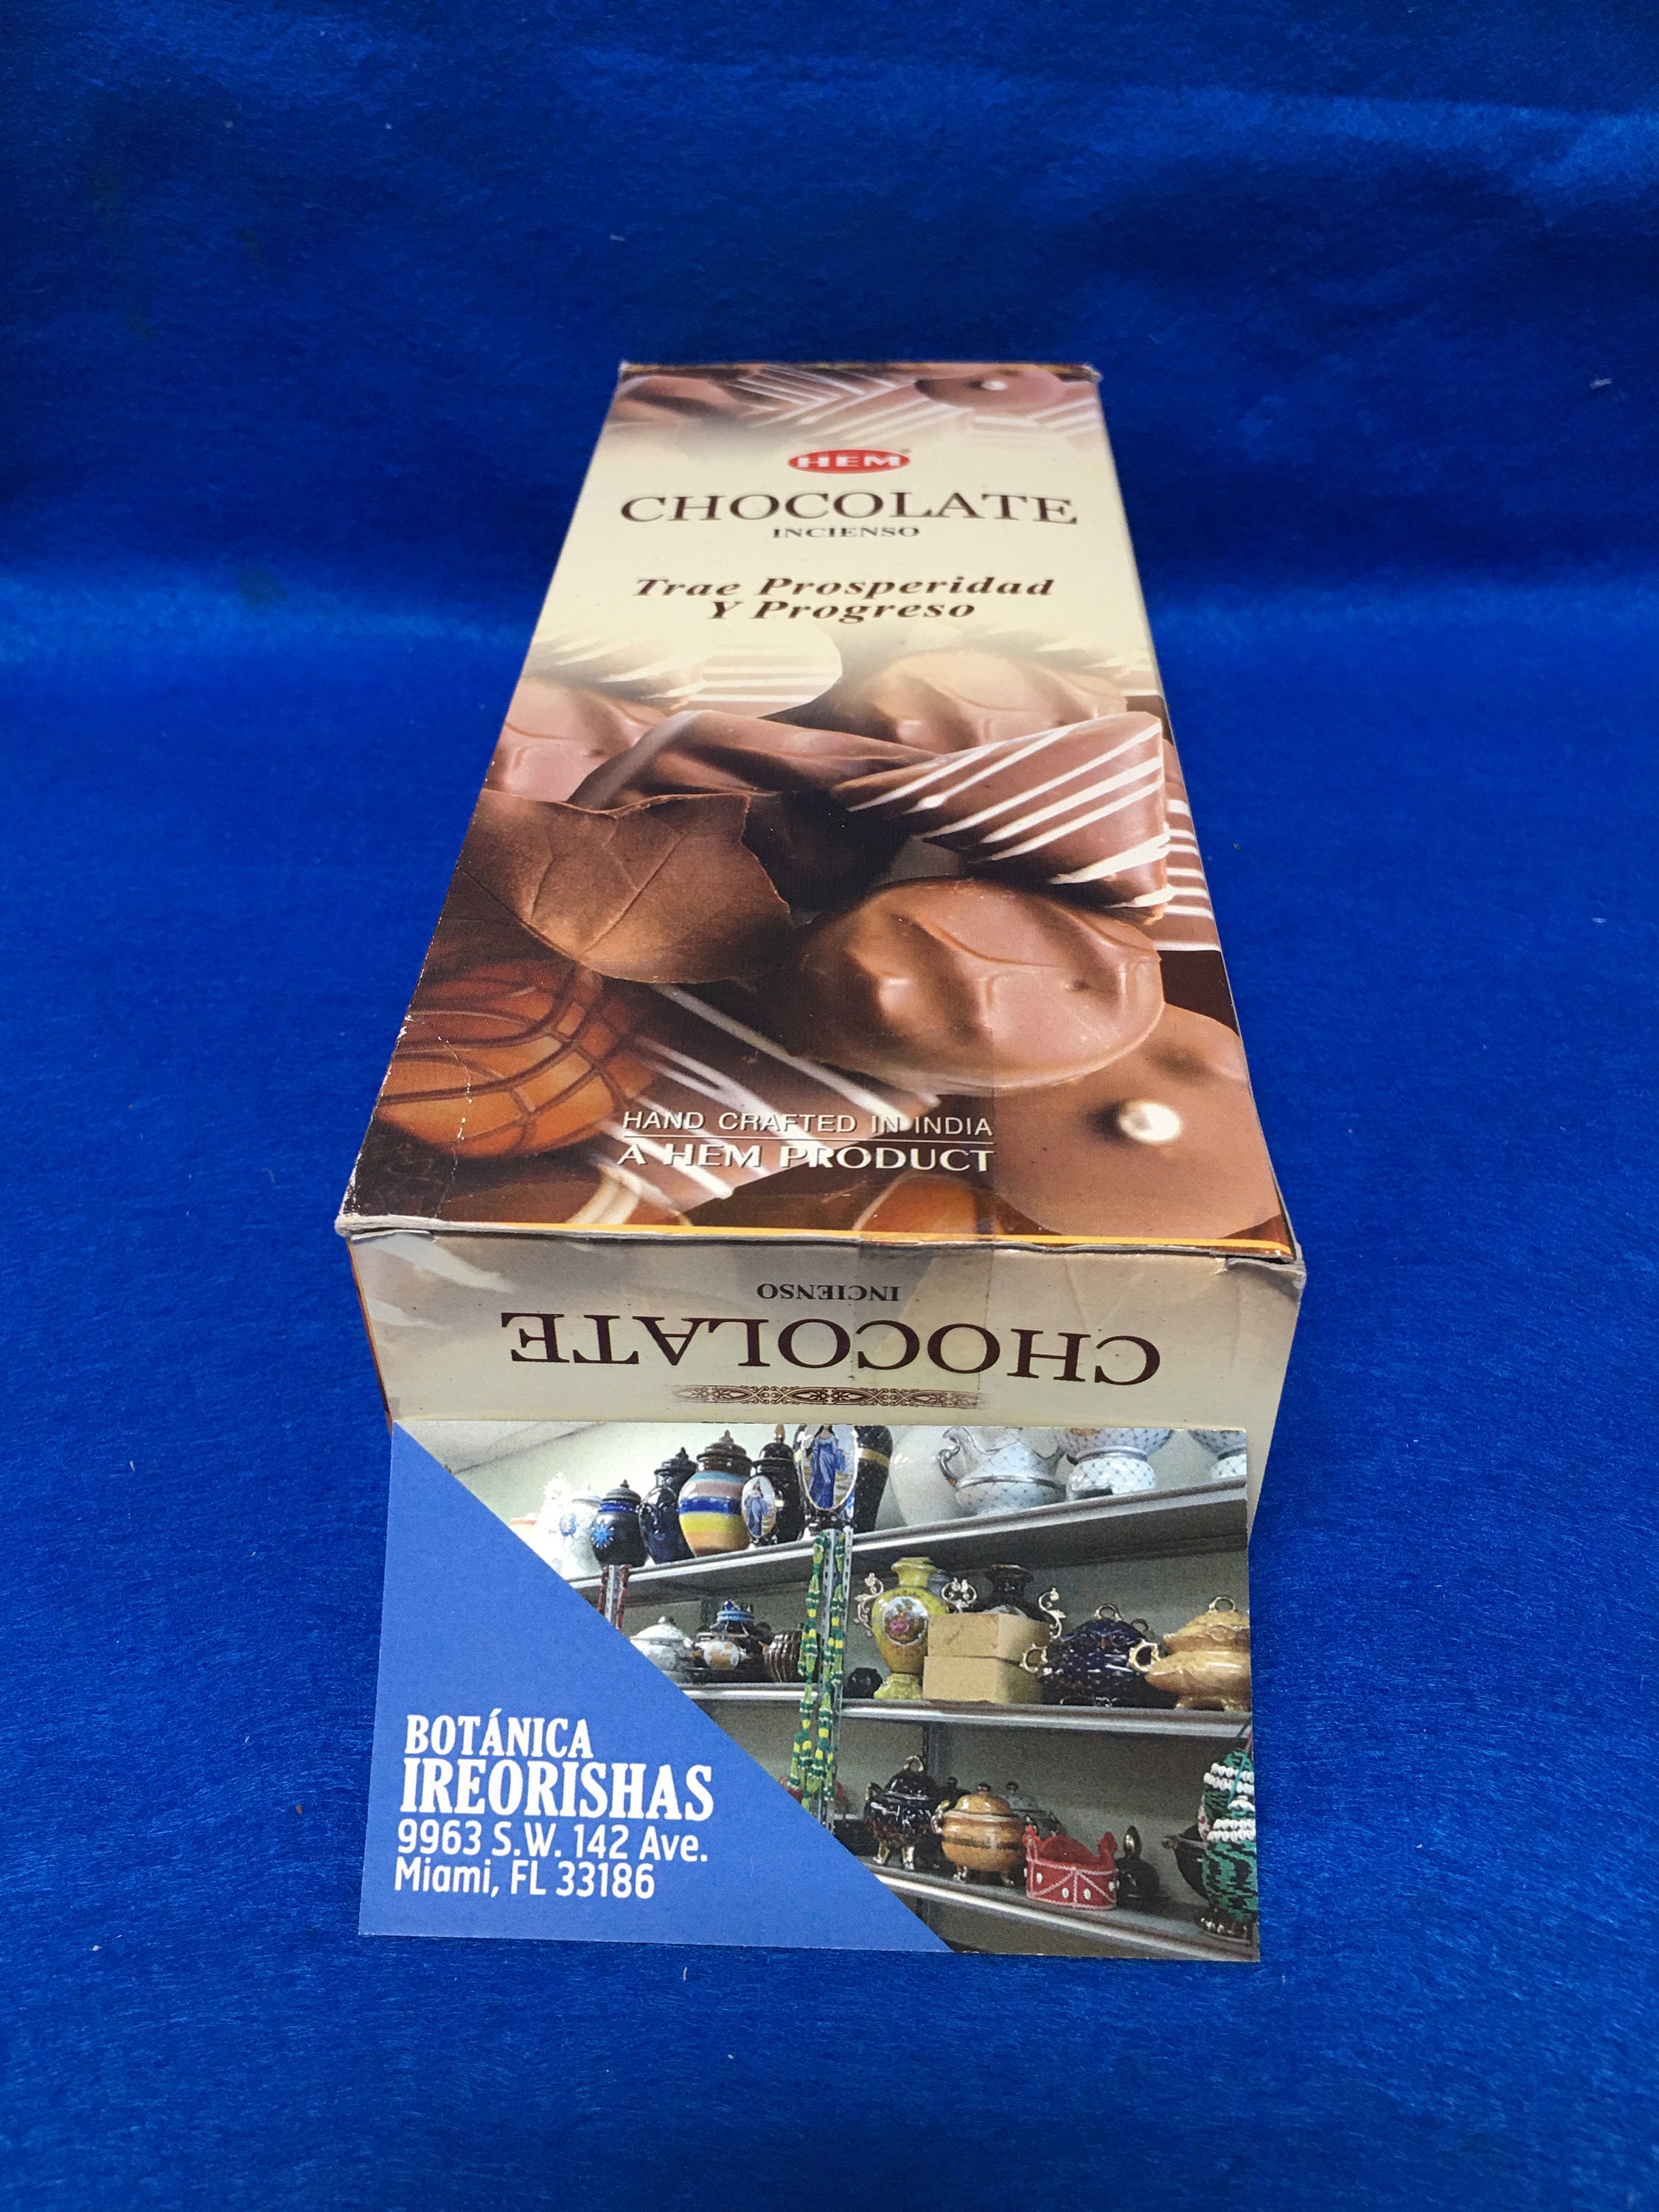 HEM®
CHOCOLATE
INCIENSO
Trae Prosperidad
Y Progreso
HAND CRAFTED IN INDIA
A HEM PRODUCT
CHOCOLATE
INCIENSO
BOTÁNICA
IREORISHAS
9963 S.W. 142 Ave.
Miami, FL 33186